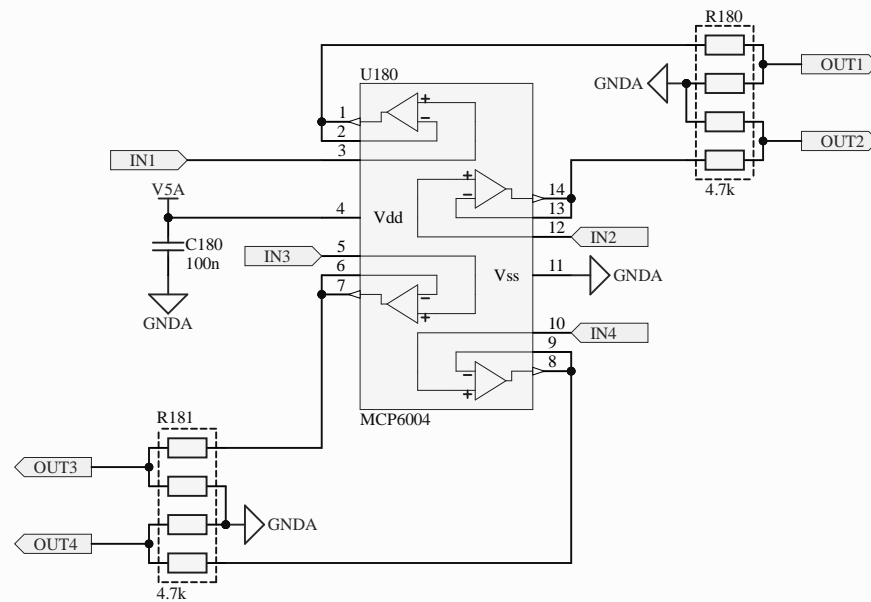 R180
OUT1
GNDA
OUT2
4.7k
U180
1
2
3
IN1
14
13
12
IN2
V5A
4
Vdd
C180
100n
GNDA
IN3
5
6
7
Vss
11
GNDA
10
9
8
IN4
MCP6004
R181
OUT3
GNDA
OUT4
4.7k